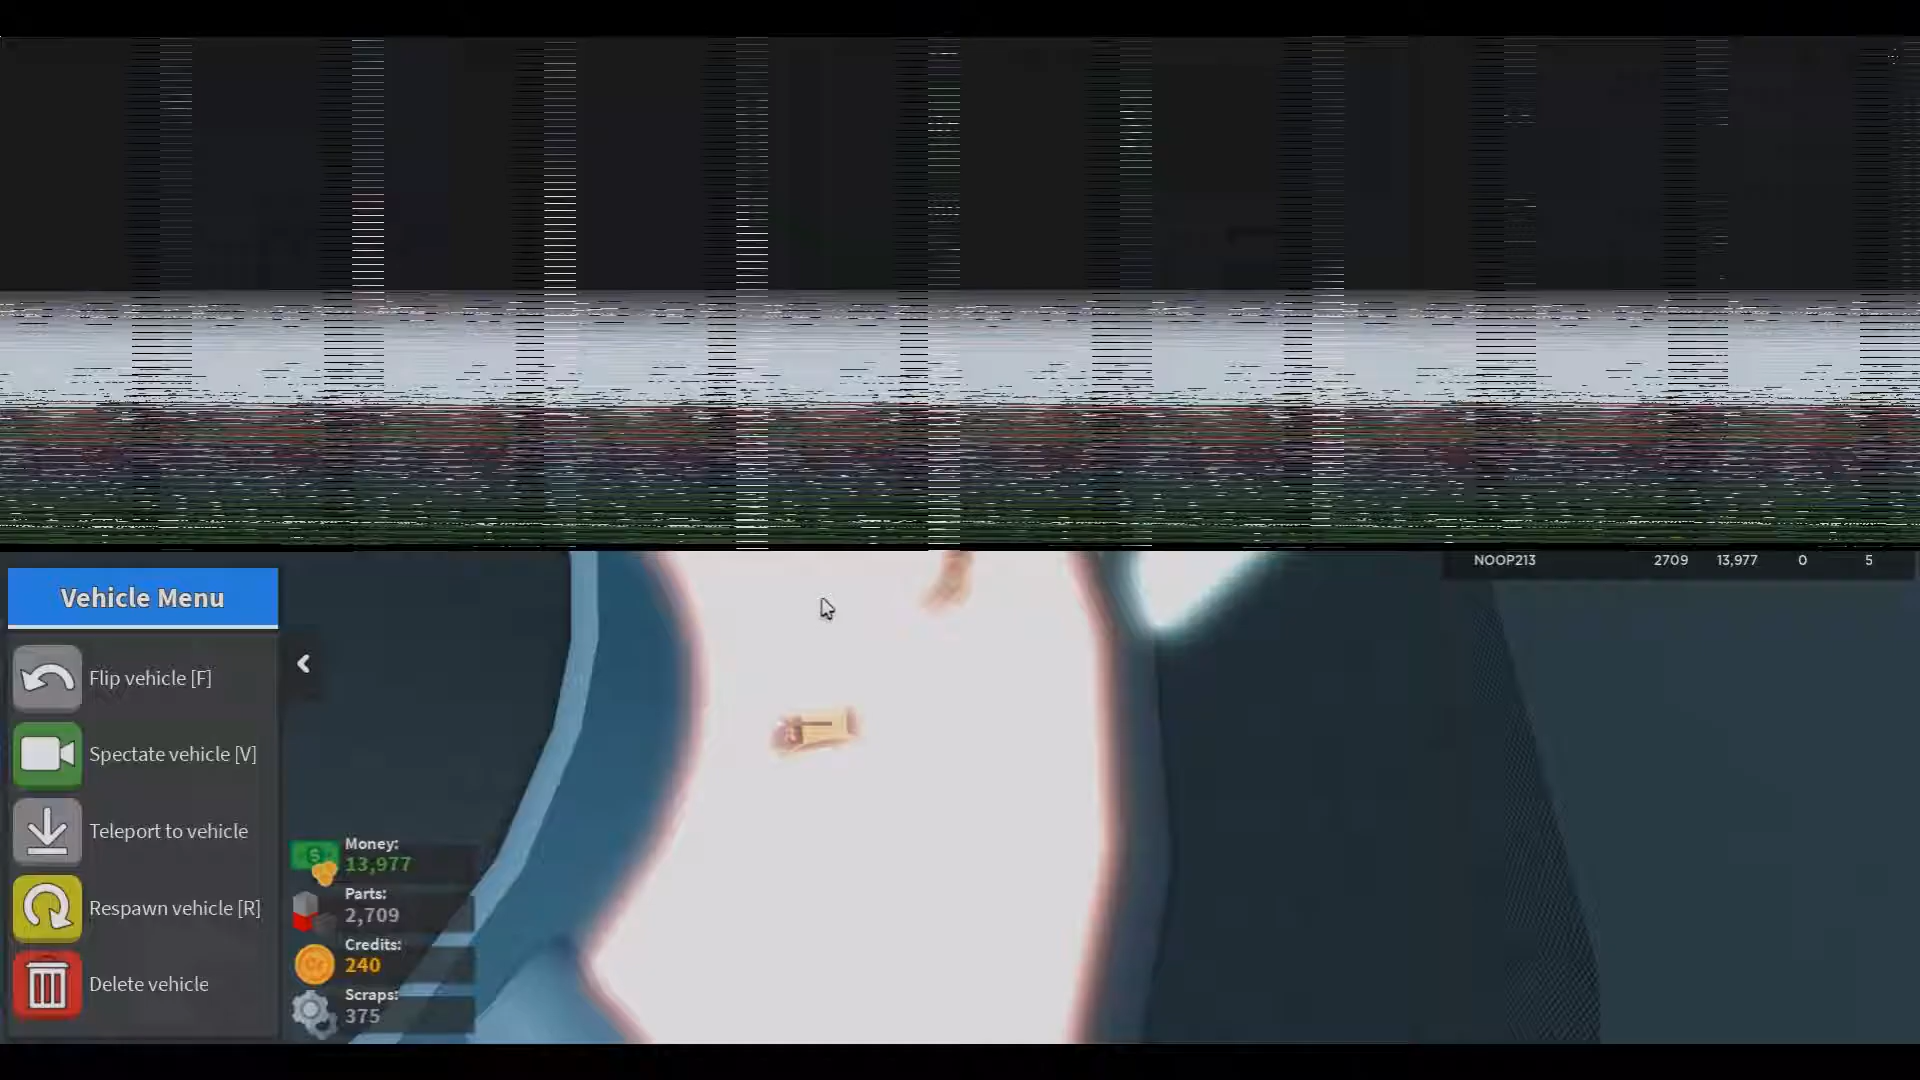 NOOP213 2709 13,977 0 5
Vehicle Menu
Flip vehicle [F]
Spectate vehicle [V]
Teleport to vehicle
Respawn vehicle [R]
Delete vehicle
Money:
13,977
Parts:
2,709
Credits:
240
Scraps:
375